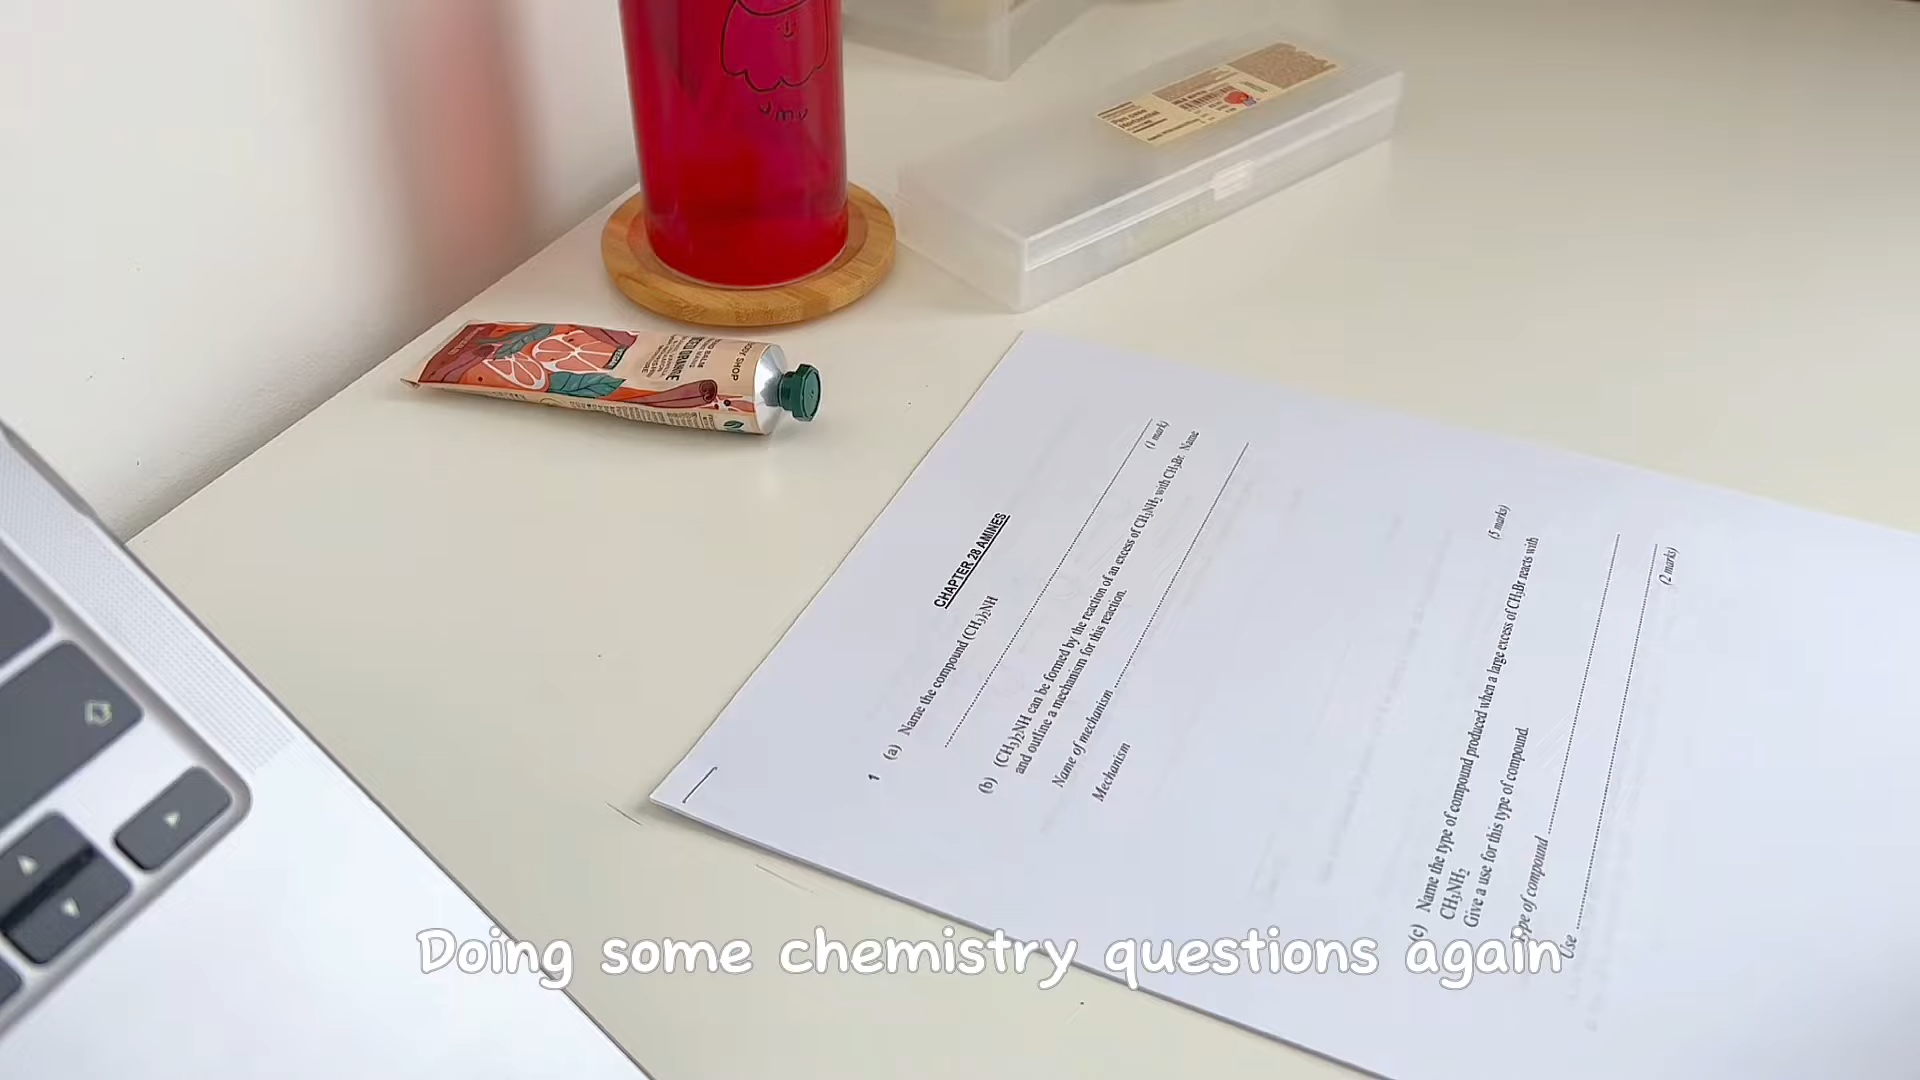 CHAPTER 28 AMINES
1 (a) Name the compound (CH₃)₂NH
(1 mark)
(b) (CH₃)₂NH can be formed by the reaction of an excess of CH₃NH₂ with CH₃Br. Name
and outline a mechanism for this reaction.
Name of mechanism
Mechanism
(5 marks)
(c) Name the type of compound produced when a large excess of CH₃Br reacts with
CH₃NH₂
Give a use for this type of compound.
Type of compound
Use
(2 marks)
BODY SHOP
ORANGE
Doing some chemistry questions again